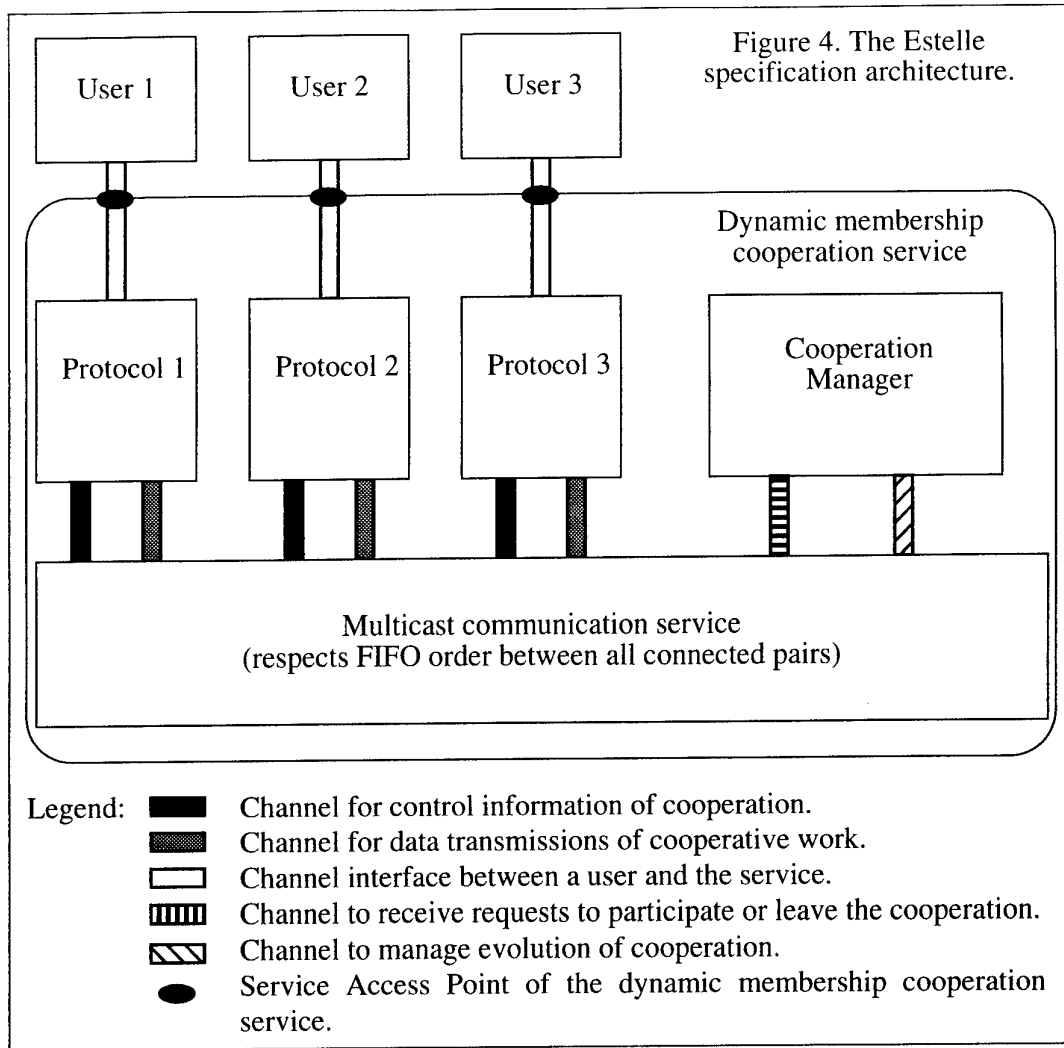 Figure 4. The Estelle
specification architecture.
User 1
User 2
User 3
Dynamic membership
cooperation service
Protocol 1
Protocol 2
Protocol 3
Cooperation
Manager
Multicast communication service
(respects FIFO order between all connected pairs)
Legend:
Channel for control information of cooperation.
Channel for data transmissions of cooperative work.
Channel interface between a user and the service.
Channel to receive requests to participate or leave the cooperation.
Channel to manage evolution of cooperation.
Service Access Point of the dynamic membership cooperation
service.